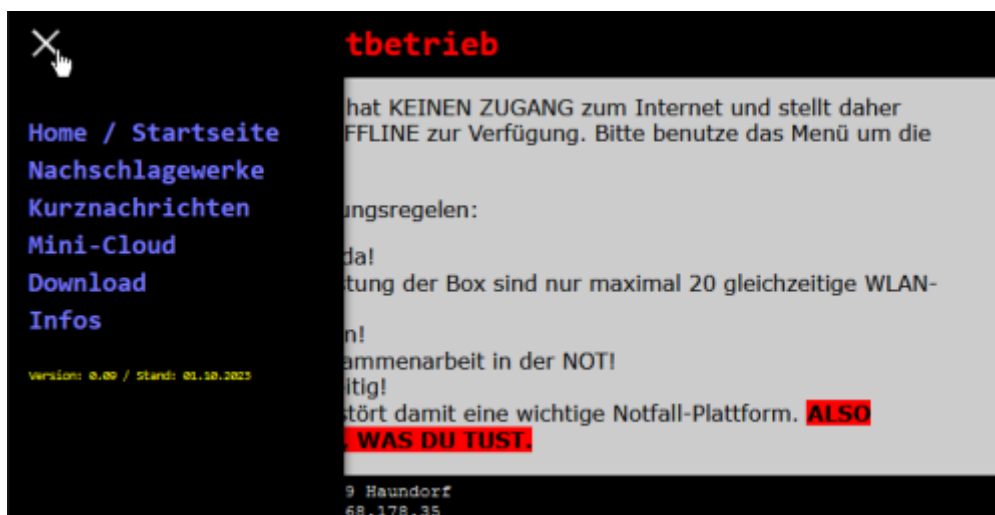 tbetrieb
Home / Startseite
Nachschlagewerke
Kurznachrichten
Mini-Cloud
Download
Infos
Version: 0.09 / Stand: 01.10.2025
hat KEINEN ZUGANG zum Internet und stellt daher
FFLINE zur Verfügung. Bitte benutze das Menü um die
ungsregelen:
da!
tung der Box sind nur maximal 20 gleichzeitige WLAN-
n!
ammenarbeit in der NOT!
itig!
stört damit eine wichtige Notfall-Plattform. ALSO
, WAS DU TUST.
9 Haundorf
68.178.35